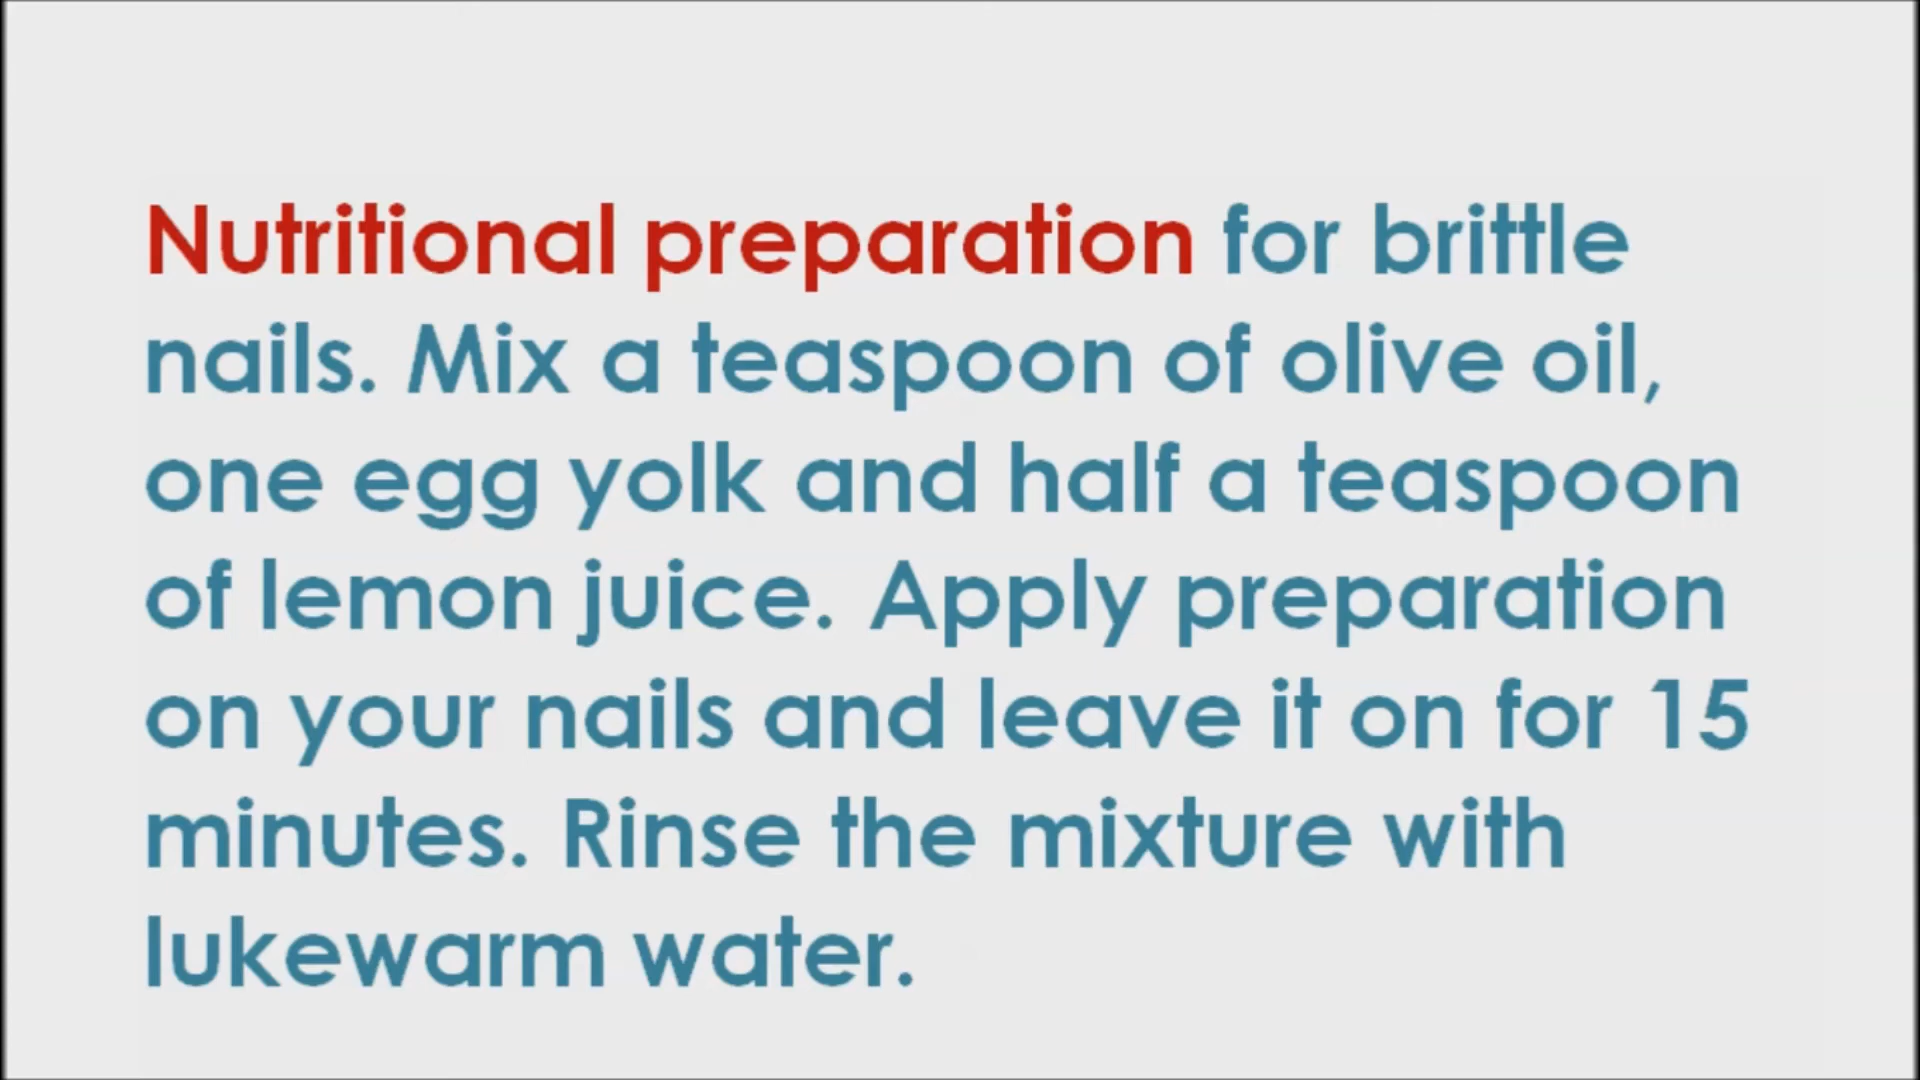 Nutritional preparation for brittle
nails. Mix a teaspoon of olive oil,
one egg yolk and half a teaspoon
of lemon juice. Apply preparation
on your nails and leave it on for 15
minutes. Rinse the mixture with
lukewarm water.